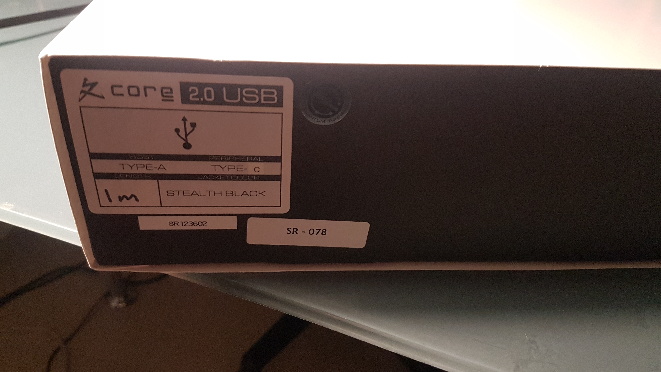 core 2.0 USB
TYPE-A TYPE- C
1m STEALTH BLACK
SR - 078